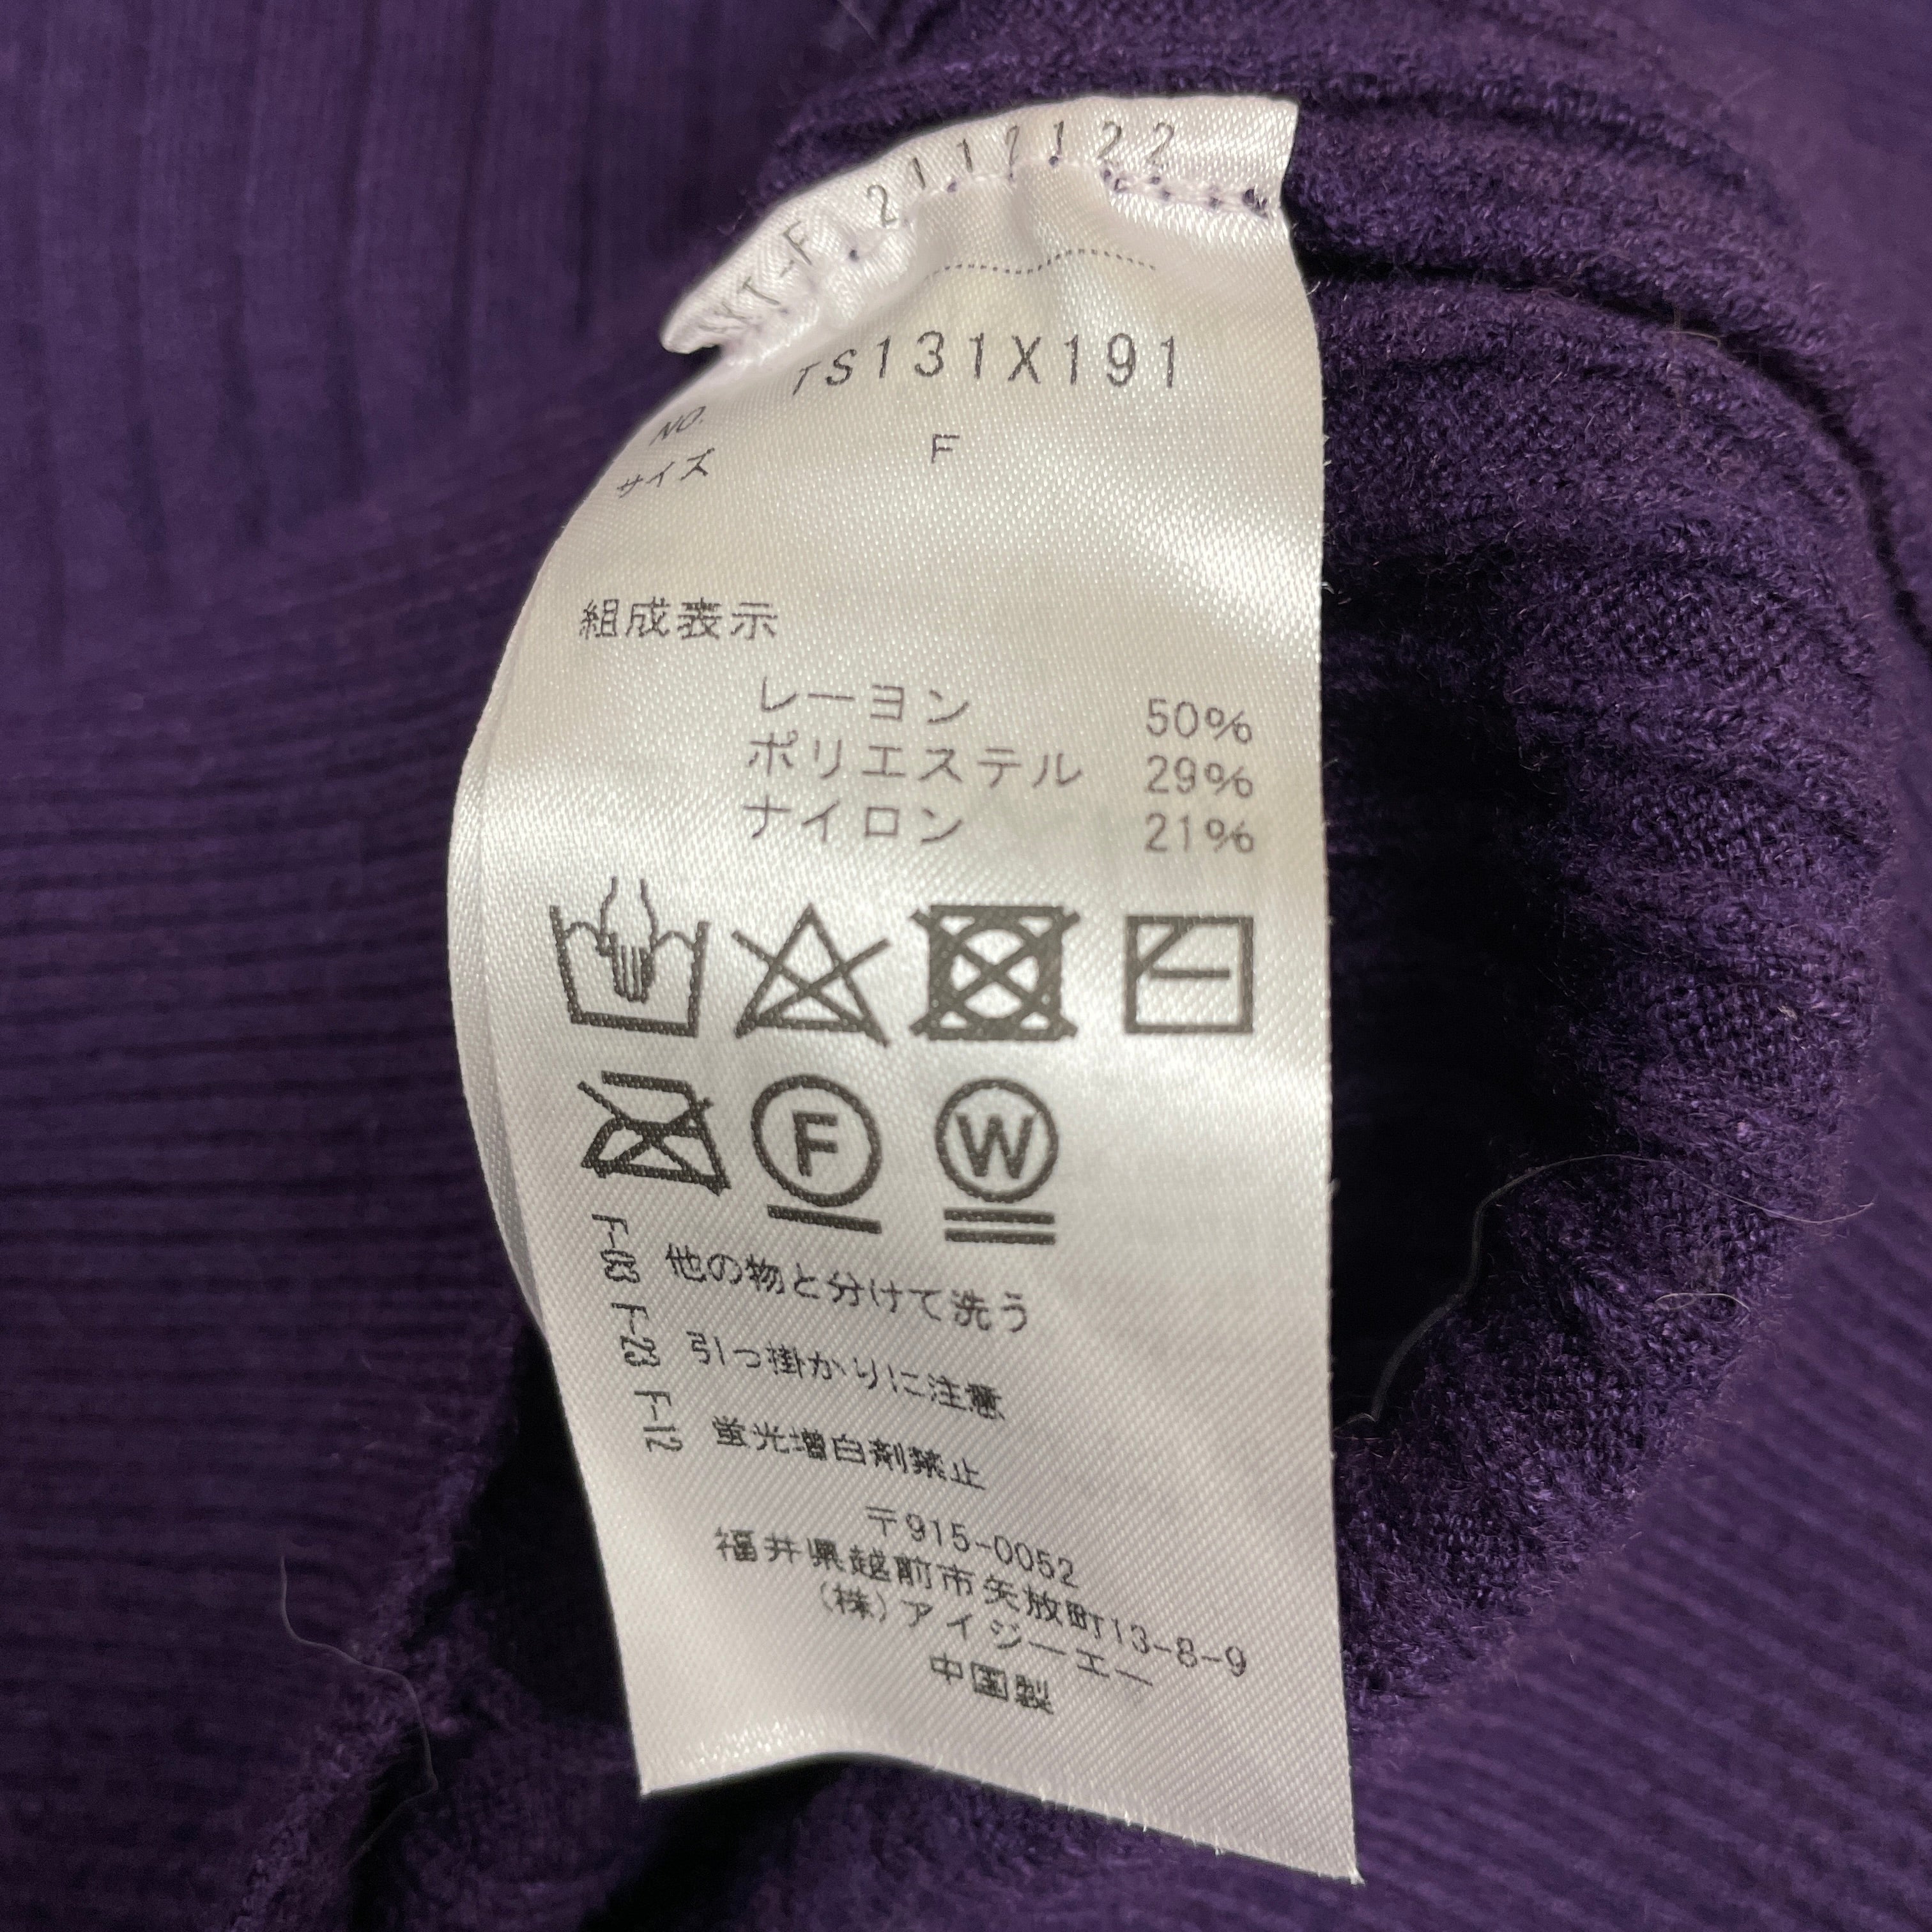 2117122
NO. TS131X191
サイズ F
組成表示
レーヨン 50%
ポリエステル 29%
ナイロン 21%
F
W
F-03 他の物と分けて洗う
F-23 引っ掛かりに注意
F-12 蛍光増白剤禁止
〒915-0052
福井県越前市矢放町13-8-9
(株)アイジーエー
中国製